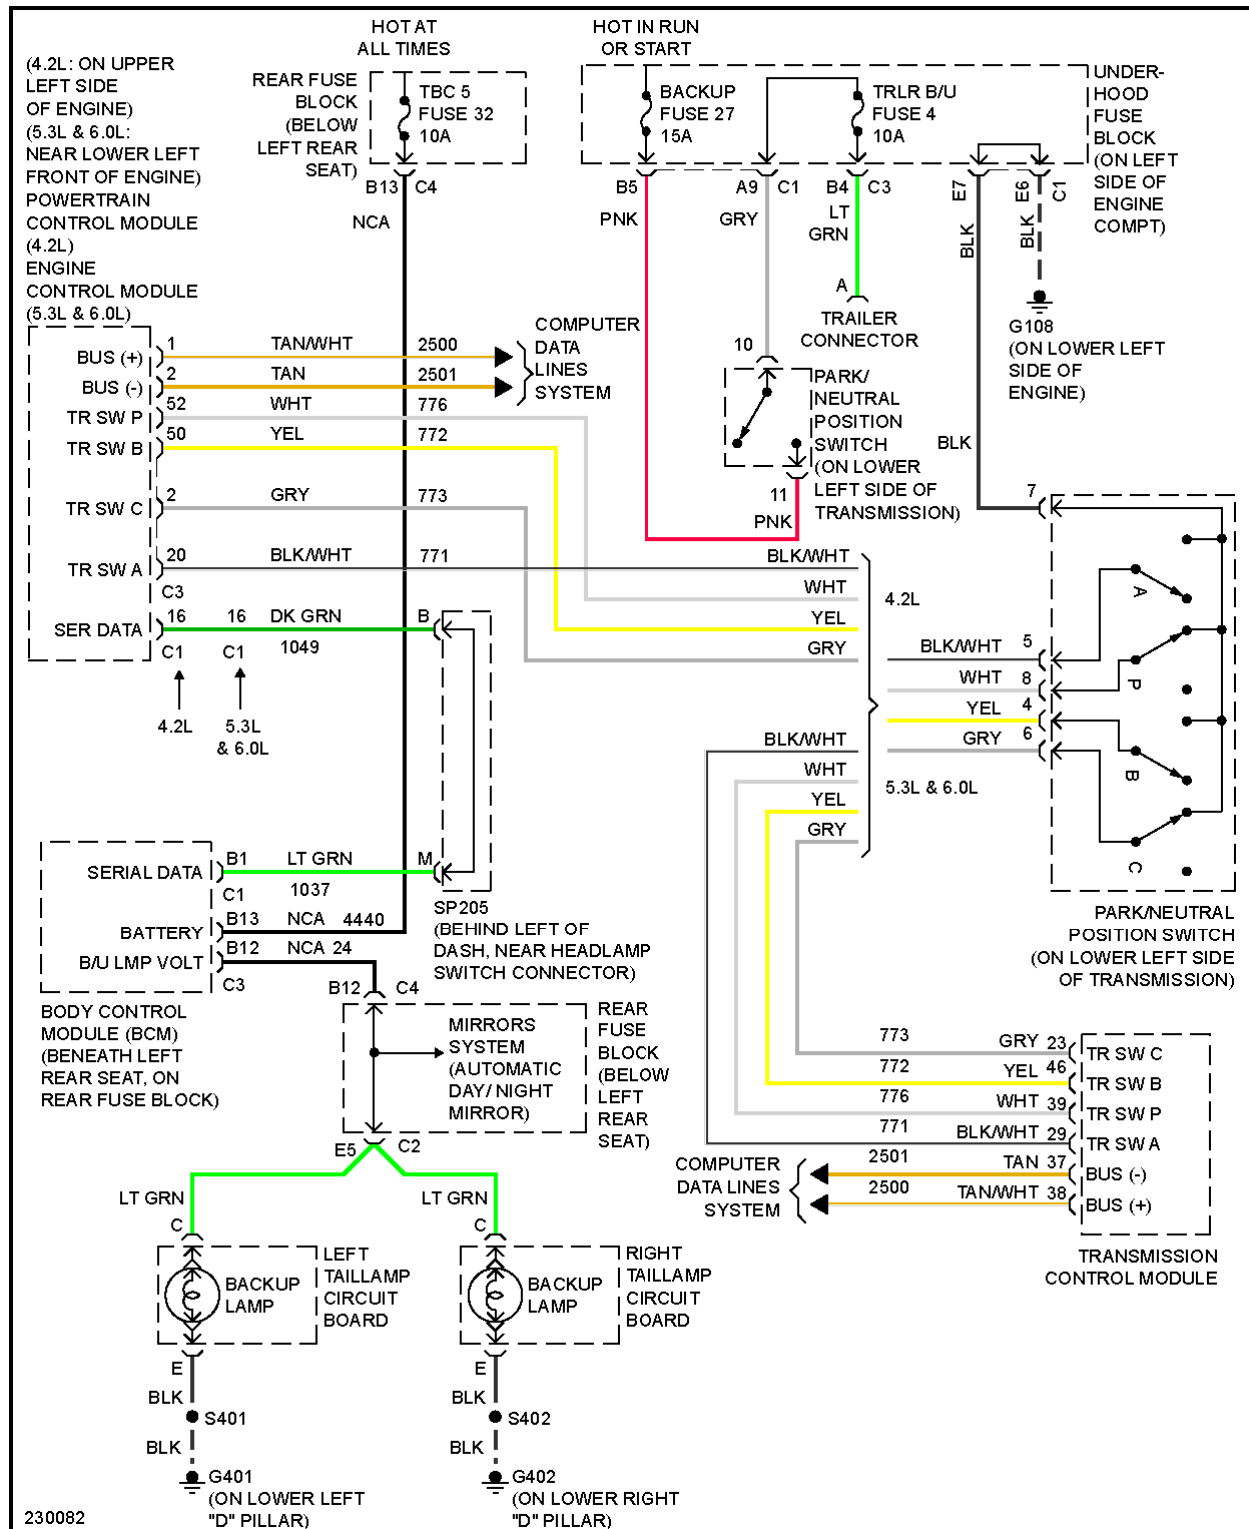 HOT AT
ALL TIMES
HOT IN RUN
OR START
(4.2L: ON UPPER
LEFT SIDE
OF ENGINE)
(5.3L & 6.0L:
NEAR LOWER LEFT
FRONT OF ENGINE)
POWERTRAIN
CONTROL MODULE
(4.2L)
ENGINE
CONTROL MODULE
(5.3L & 6.0L)
REAR FUSE
BLOCK
(BELOW
LEFT REAR
SEAT)
TBC 5
FUSE 32
10A
BACKUP
FUSE 27
15A
TRLR B/U
FUSE 4
10A
UNDER-
HOOD
FUSE
BLOCK
(ON LEFT
SIDE OF
ENGINE
COMPT)
B13
C4
B5
A9
C1
B4
C3
E7
E6
C1
NCA
PNK
GRY
LT
GRN
BLK
BLK
A
TRAILER
CONNECTOR
G108
(ON LOWER LEFT
SIDE OF
ENGINE)
BUS (+)
1
TAN/WHT
2500
BUS (-)
2
TAN
2501
COMPUTER
DATA
LINES
SYSTEM
TR SW P
52
WHT
776
TR SW B
50
YEL
772
TR SW C
2
GRY
773
TR SW A
20
BLK/WHT
771
C3
SER DATA
16
16
DK GRN
B
C1
C1
1049
4.2L
5.3L
& 6.0L
10
PARK/
NEUTRAL
POSITION
SWITCH
(ON LOWER
LEFT SIDE OF
TRANSMISSION)
11
PNK
BLK
7
BLK/WHT
WHT
4.2L
YEL
GRY
BLK/WHT
5
WHT
8
YEL
4
GRY
6
A
P
B
C
BLK/WHT
WHT
5.3L & 6.0L
YEL
GRY
PARK/NEUTRAL
POSITION SWITCH
(ON LOWER LEFT SIDE
OF TRANSMISSION)
SERIAL DATA
B1
LT GRN
M
C1
1037
BATTERY
B13
NCA
4440
B/U LMP VOLT
B12
NCA 24
C3
SP205
(BEHIND LEFT OF
DASH, NEAR HEADLAMP
SWITCH CONNECTOR)
BODY CONTROL
MODULE (BCM)
(BENEATH LEFT
REAR SEAT, ON
REAR FUSE BLOCK)
B12
C4
MIRRORS
SYSTEM
(AUTOMATIC
DAY/ NIGHT
MIRROR)
REAR
FUSE
BLOCK
(BELOW
LEFT
REAR
SEAT)
E5
C2
773
GRY
23
TR SW C
772
YEL
46
TR SW B
776
WHT
39
TR SW P
771
BLK/WHT
29
TR SW A
2501
TAN
37
BUS (-)
2500
TAN/WHT
38
BUS (+)
COMPUTER
DATA LINES
SYSTEM
TRANSMISSION
CONTROL MODULE
LT GRN
LT GRN
C
C
BACKUP
LAMP
LEFT
TAILLAMP
CIRCUIT
BOARD
BACKUP
LAMP
RIGHT
TAILLAMP
CIRCUIT
BOARD
E
E
BLK
BLK
S401
S402
BLK
BLK
G401
(ON LOWER LEFT
"D" PILLAR)
G402
(ON LOWER RIGHT
"D" PILLAR)
230082